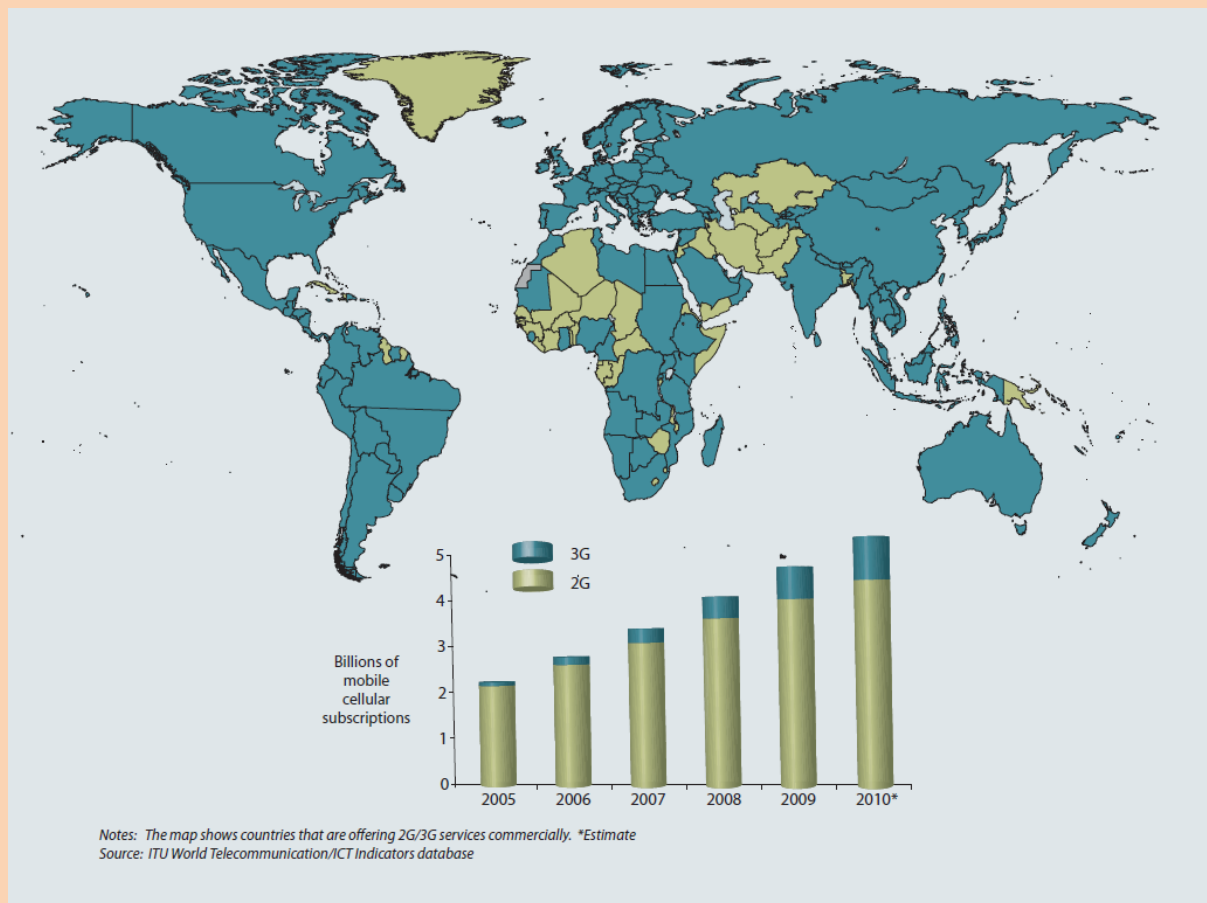 3G
2G
5
4
3
2
1
0
Billions of
mobile
cellular
subscriptions
2005
2006
2007
2008
2009
2010*
Notes: The map shows countries that are offering 2G/3G services commercially. *Estimate
Source: ITU World Telecommunication/ICT Indicators database